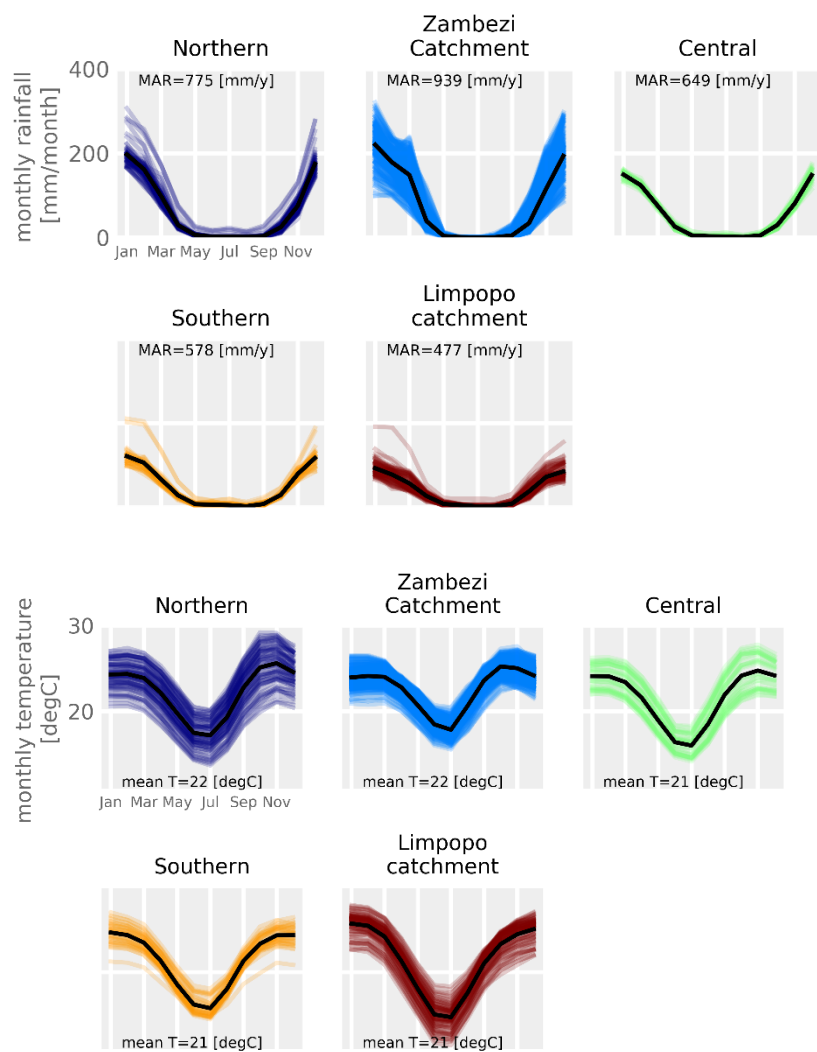 Northern
Zambezi
Catchment
Central
monthly rainfall
[mm/month]
400
200
0
MAR=775 [mm/y]
MAR=939 [mm/y]
MAR=649 [mm/y]
Jan Mar May Jul Sep Nov
Southern
Limpopo
catchment
MAR=578 [mm/y]
MAR=477 [mm/y]
Northern
Zambezi
Catchment
Central
monthly temperature
[degC]
30
20
mean T=22 [degC]
mean T=22 [degC]
mean T=21 [degC]
Jan Mar May Jul Sep Nov
Southern
Limpopo
catchment
mean T=21 [degC]
mean T=21 [degC]